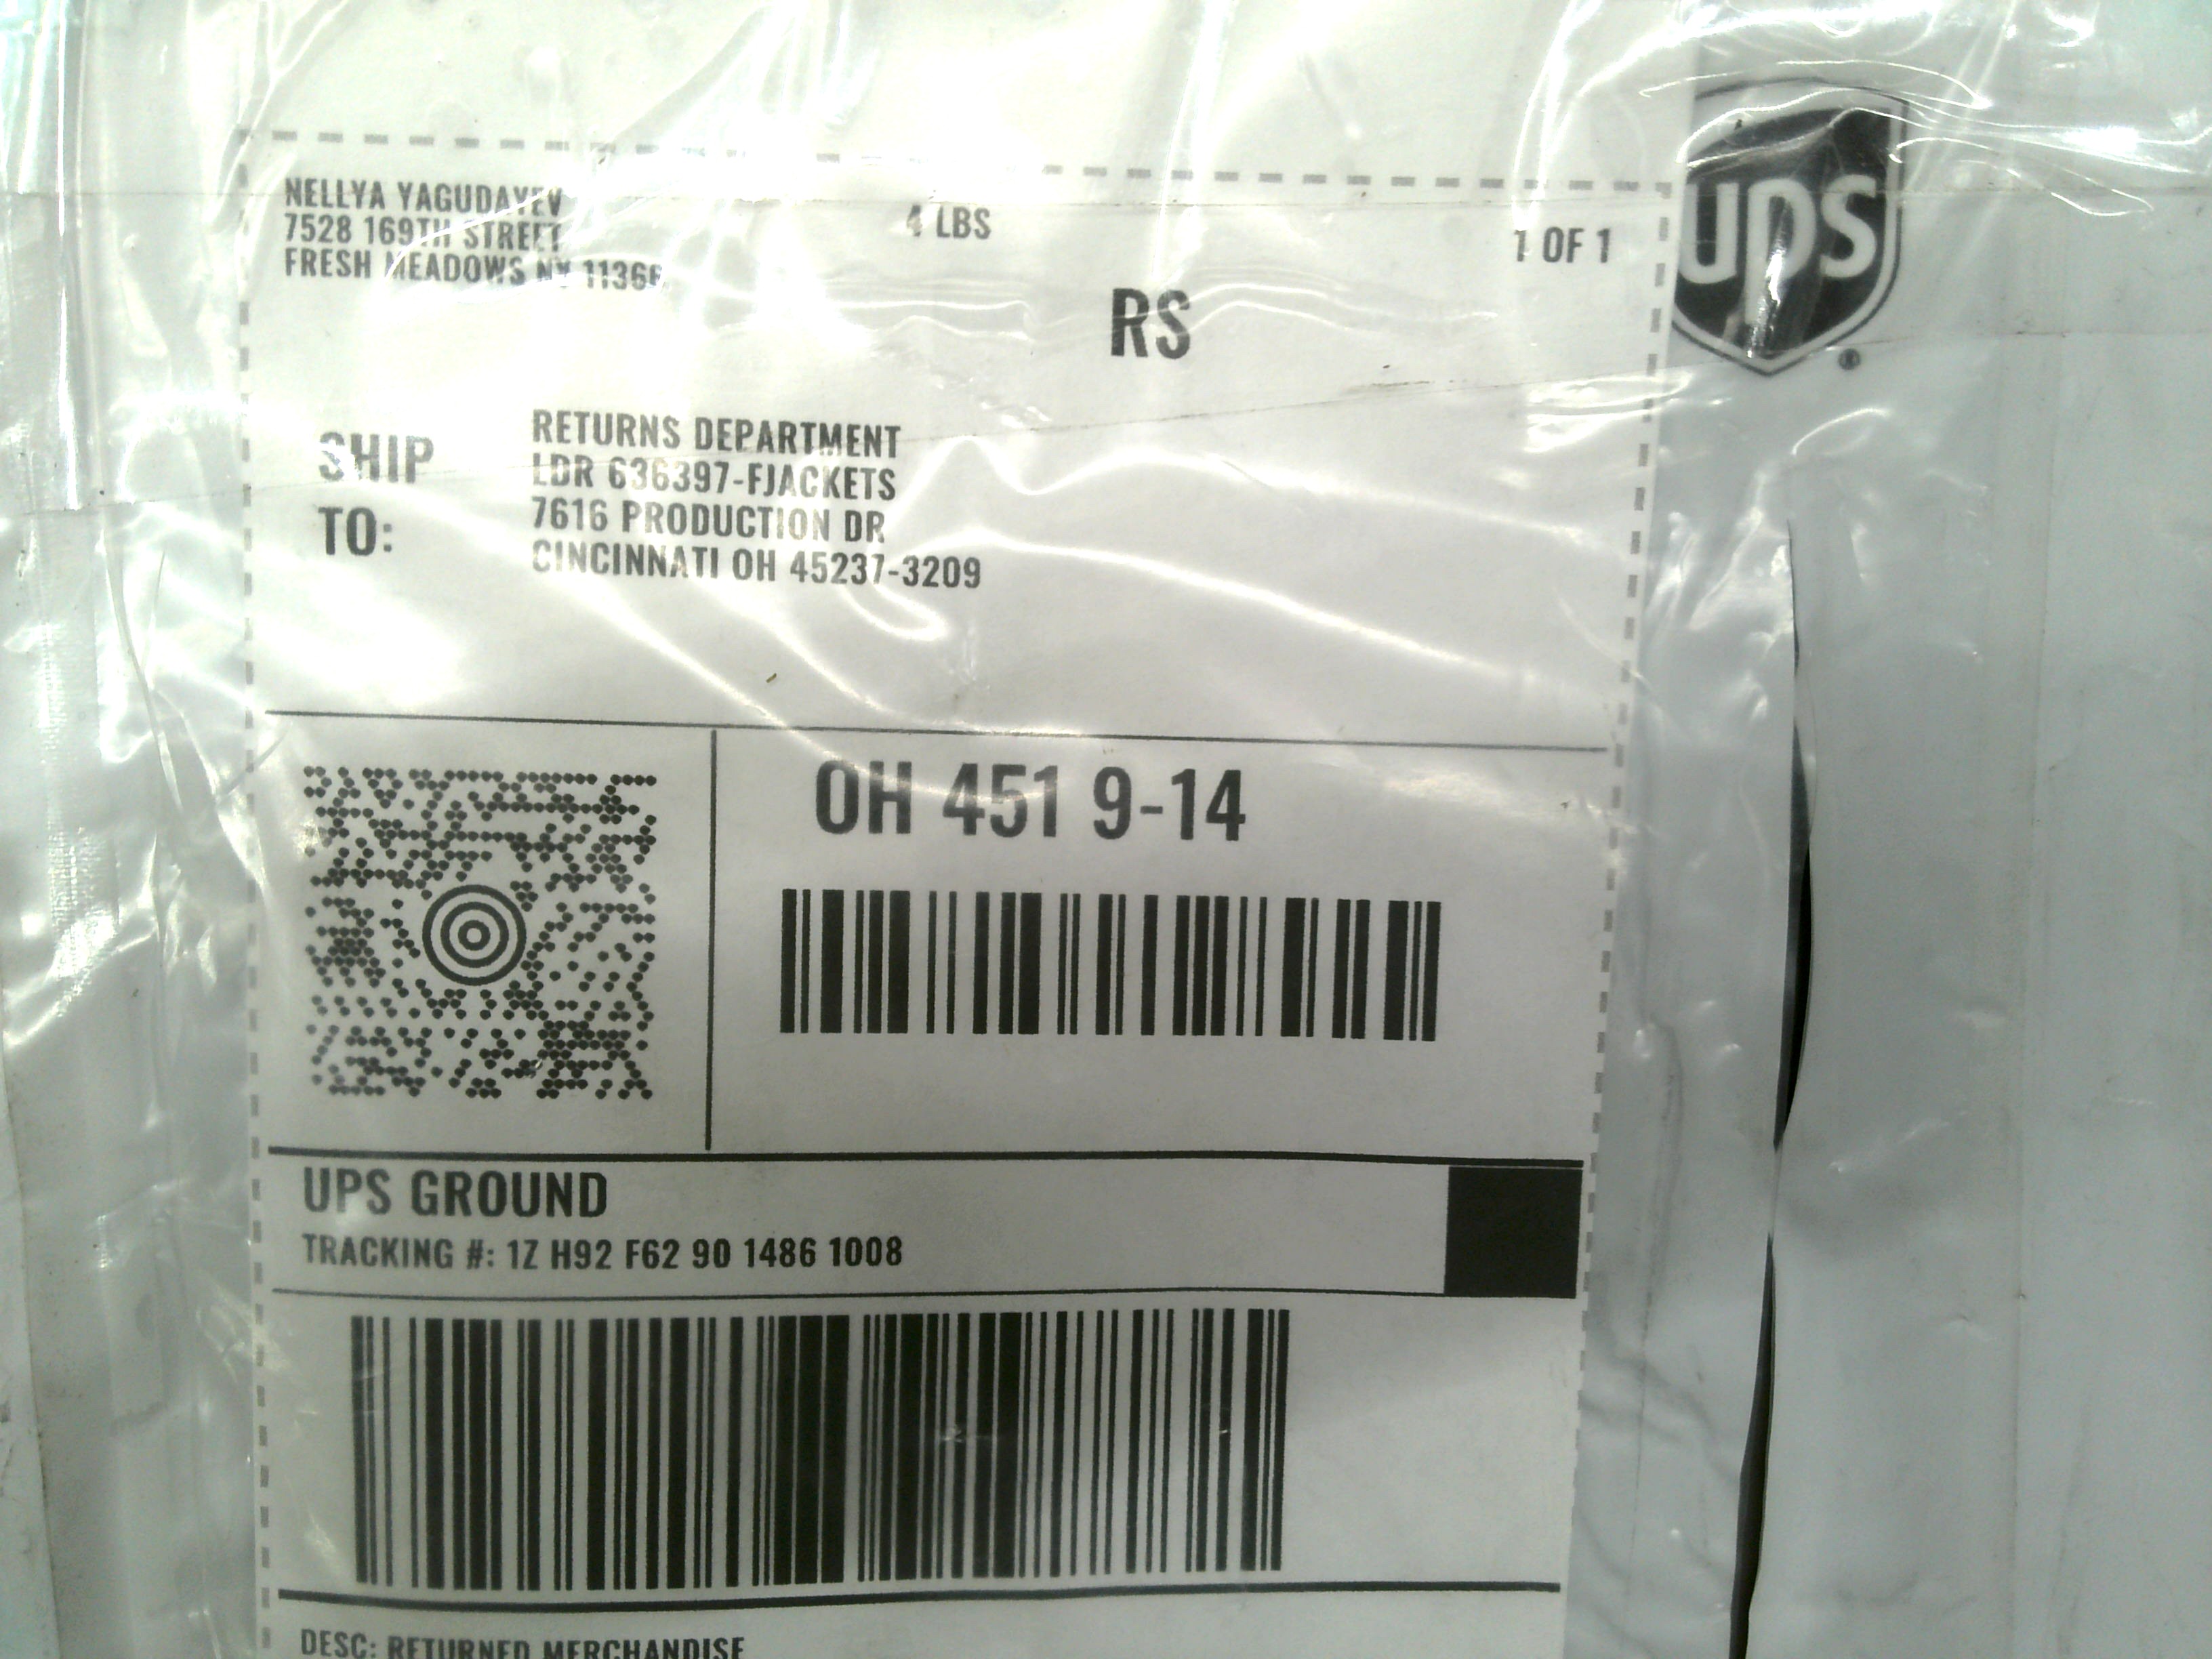 NELLYA YAGUDAYEV
7528 169TH STREET
FRESH MEADOWS NY 11366
4 LBS
1 OF 1
RS
ups
®
SHIP TO:
RETURNS DEPARTMENT
LDR 636397-FJACKETS
7616 PRODUCTION DR
CINCINNATI OH 45237-3209
OH 451 9-14
UPS GROUND
TRACKING #: 1Z H92 F62 90 1486 1008
DESC: RETURNED MERCHANDISE